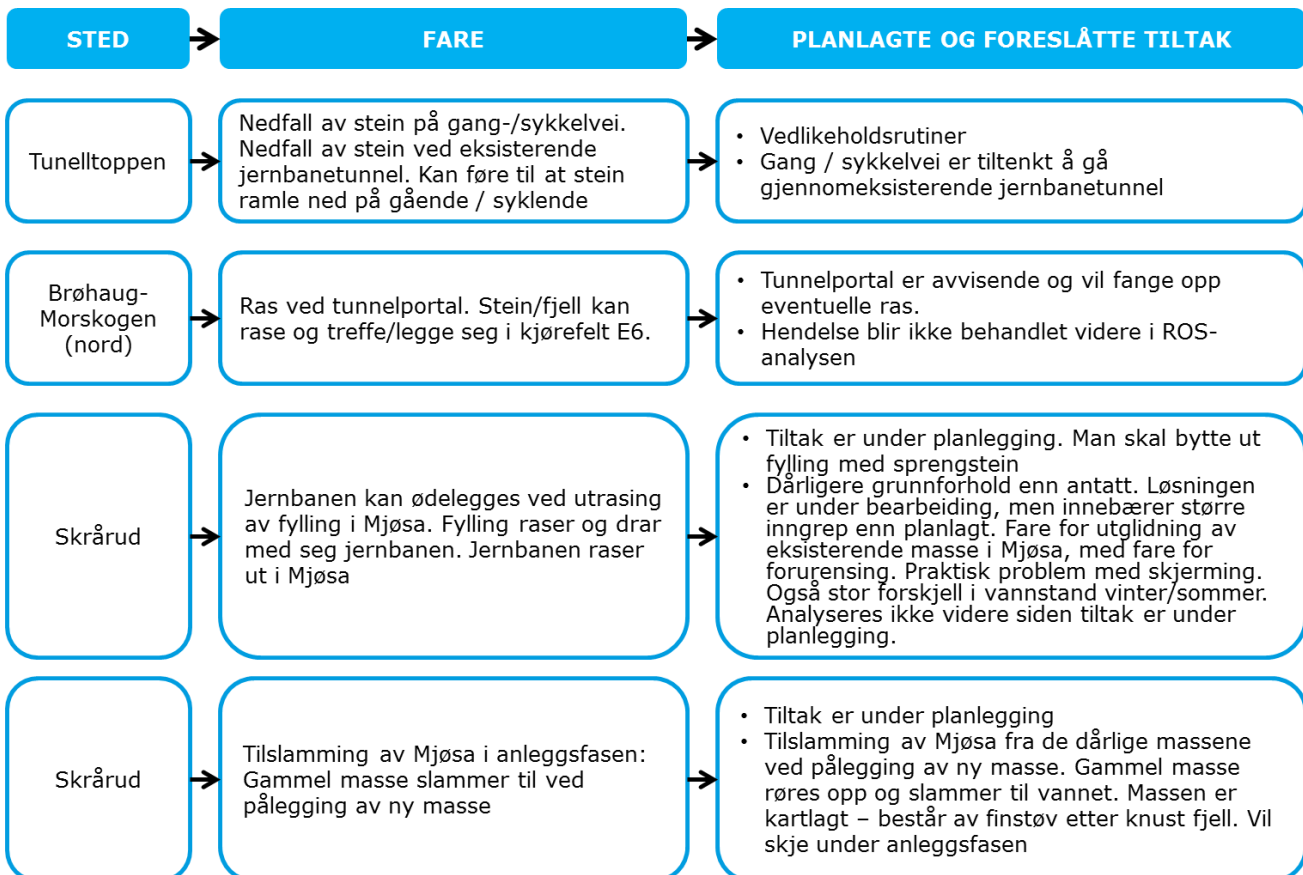 STED
FARE
PLANLAGTE OG FORESLÅTTE TILTAK
Tunelltoppen
Nedfall av stein på gang-/sykkelvei.
Nedfall av stein ved eksisterende
jernbanetunnel. Kan føre til at stein
ramle ned på gående / syklende
• Vedlikeholdsrutiner
• Gang / sykkelvei er tiltenkt å gå
gjennomeksisterende jernbanetunnel
Brøhaug-
Morskogen
(nord)
Ras ved tunnelportal. Stein/fjell kan
rase og treffe/legge seg i kjørefelt E6.
• Tunnelportal er avvisende og vil fange opp
eventuelle ras.
• Hendelse blir ikke behandlet videre i ROS-
analysen
Skrårud
Jernbanen kan ødelegges ved utrasing
av fylling i Mjøsa. Fylling raser og drar
med seg jernbanen. Jernbanen raser
ut i Mjøsa
• Tiltak er under planlegging. Man skal bytte ut
fylling med sprengstein
• Dårligere grunnforhold enn antatt. Løsningen
er under bearbeiding, men innebærer større
inngrep enn planlagt. Fare for utglidning av
eksisterende masse i Mjøsa, med fare for
forurensing. Praktisk problem med skjerming.
Også stor forskjell i vannstand vinter/sommer.
Analyseres ikke videre siden tiltak er under
planlegging.
Skrårud
Tilslamming av Mjøsa i anleggsfasen:
Gammel masse slammer til ved
pålegging av ny masse
• Tiltak er under planlegging
• Tilslamming av Mjøsa fra de dårlige massene
ved pålegging av ny masse. Gammel masse
røres opp og slammer til vannet. Massen er
kartlagt – består av finstøv etter knust fjell. Vil
skje under anleggsfasen